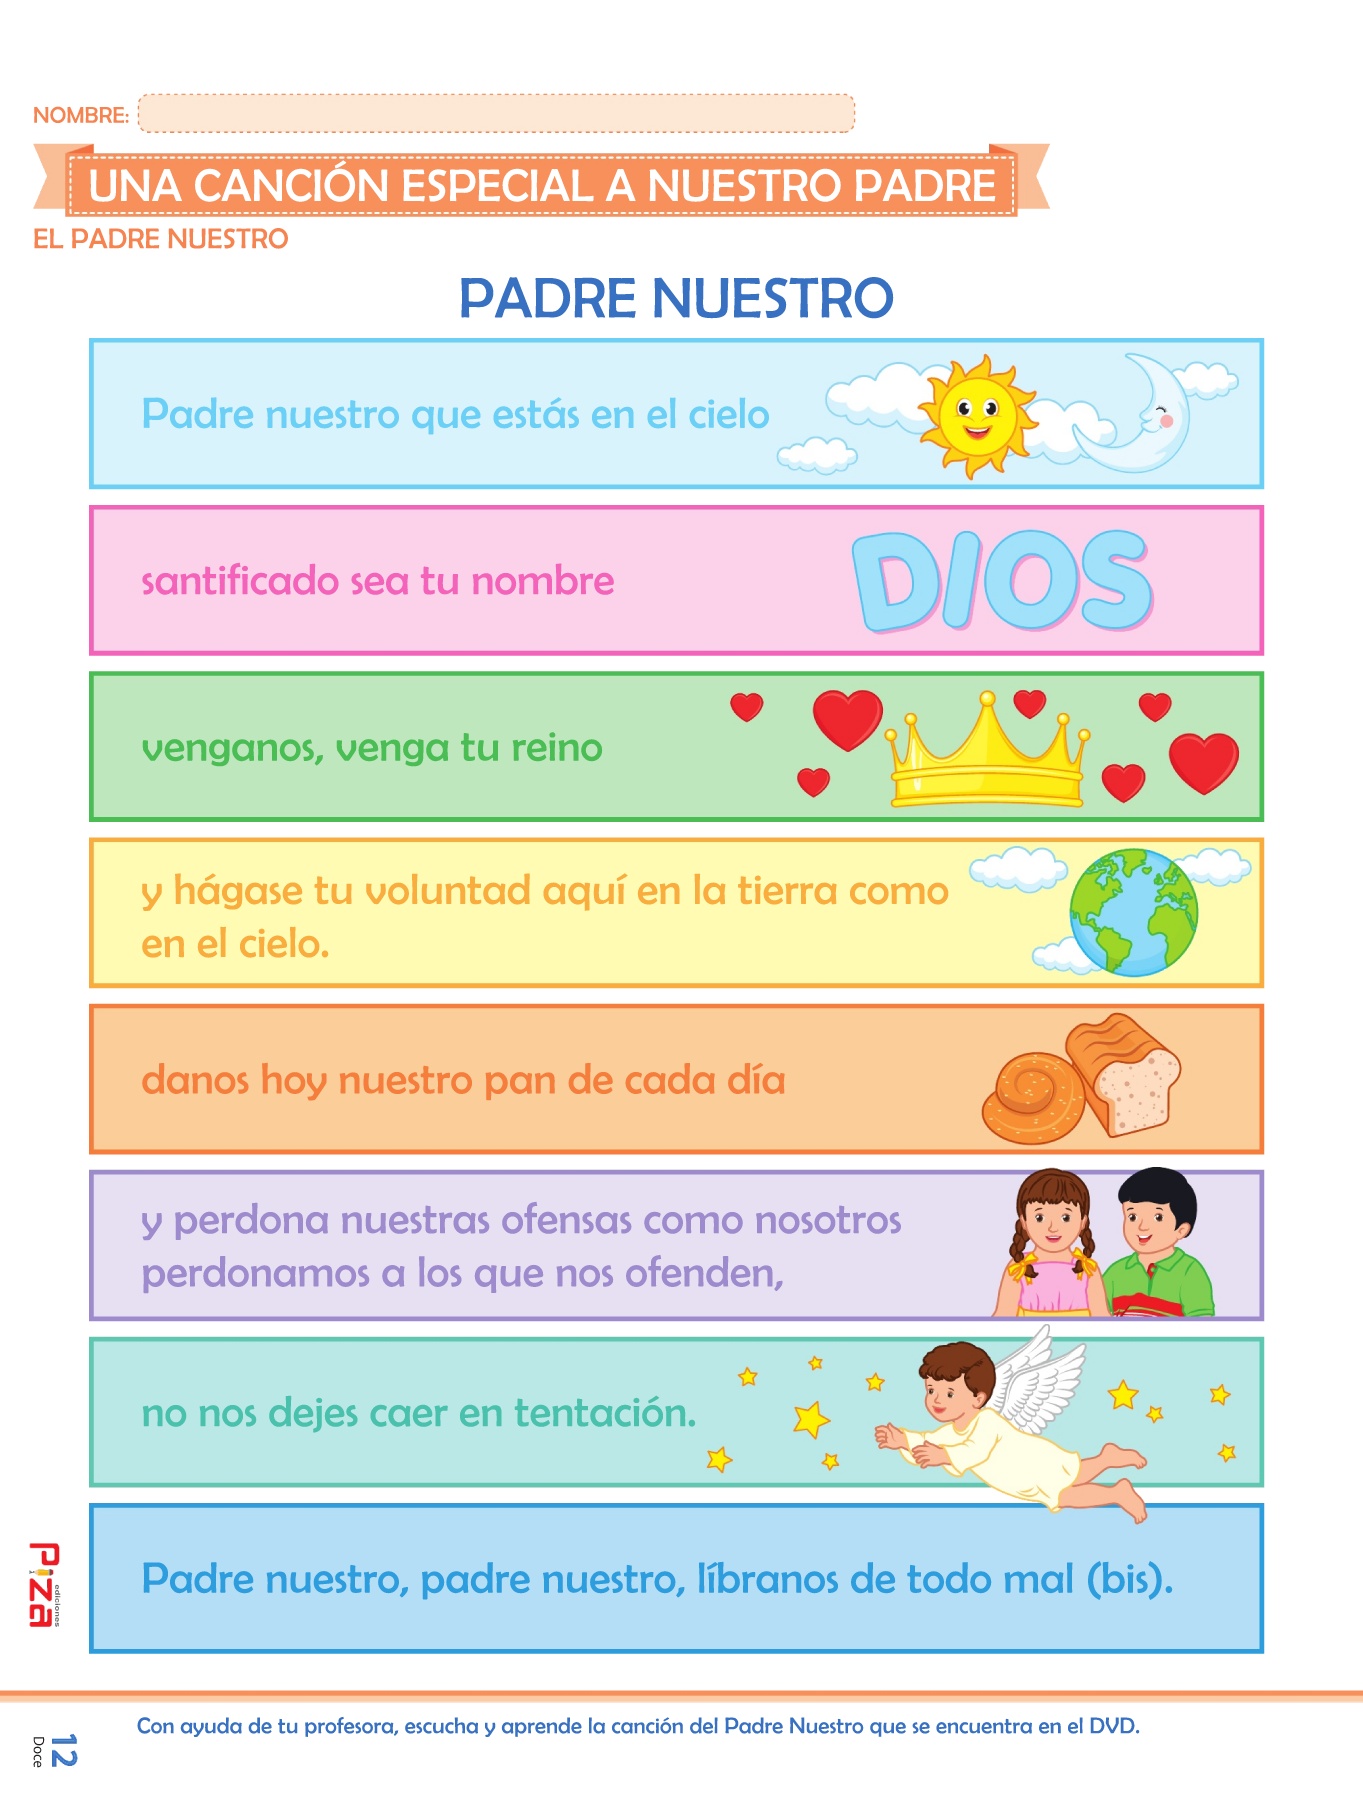 NOMBRE:
UNA CANCIÓN ESPECIAL A NUESTRO PADRE
EL PADRE NUESTRO
PADRE NUESTRO
Padre nuestro que estás en el cielo
santificado sea tu nombre
DIOS
venganos, venga tu reino
y hágase tu voluntad aquí en la tierra como
en el cielo.
danos hoy nuestro pan de cada día
y perdona nuestras ofensas como nosotros
perdonamos a los que nos ofenden,
no nos dejes caer en tentación.
Padre nuestro, padre nuestro, líbranos de todo mal (bis).
Piza
ediciones
Con ayuda de tu profesora, escucha y aprende la canción del Padre Nuestro que se encuentra en el DVD.
12
Doce